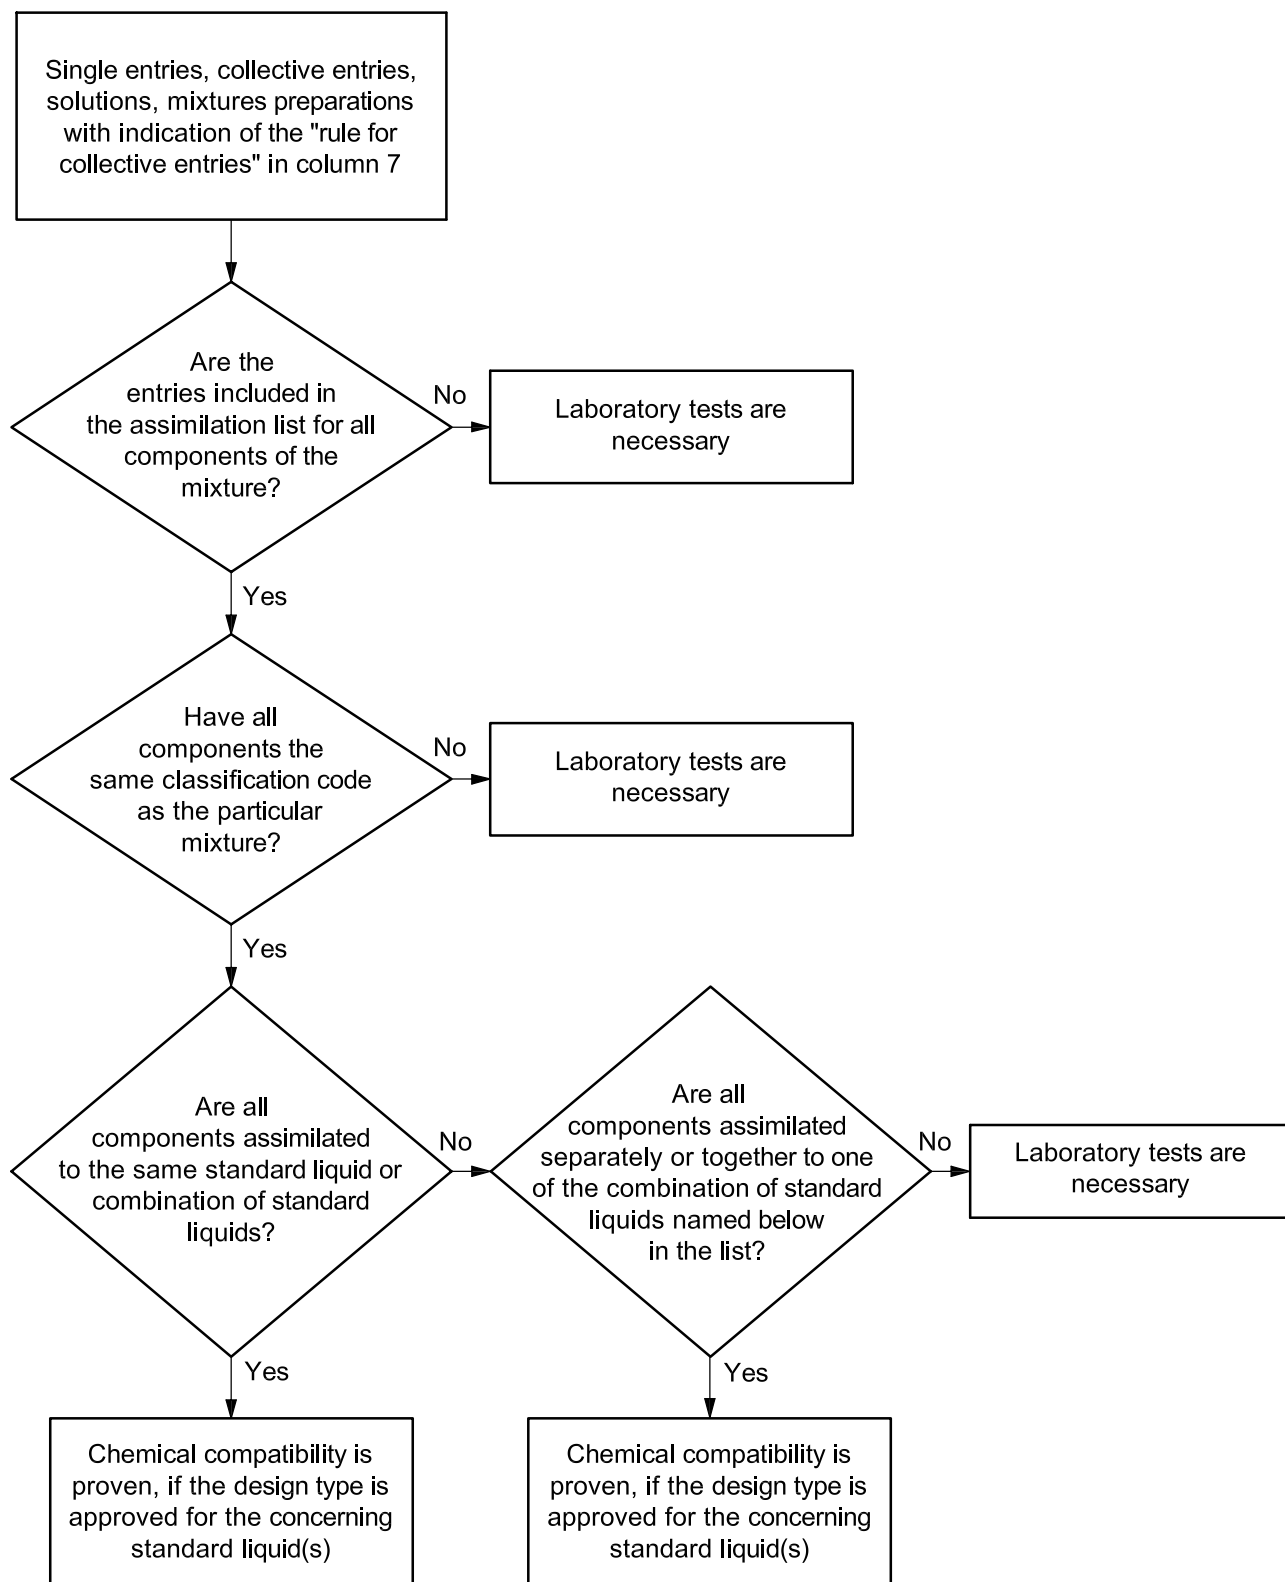 Single entries, collective entries,
solutions, mixtures preparations
with indication of the "rule for
collective entries" in column 7
Are the
entries included in
the assimilation list for all
components of the
mixture?
No
Laboratory tests are
necessary
Yes
Have all
components the
same classification code
as the particular
mixture?
No
Laboratory tests are
necessary
Yes
Are all
components assimilated
to the same standard liquid or
combination of standard
liquids?
No
Are all
components assimilated
separately or together to one
of the combination of standard
liquids named below
in the list?
No
Laboratory tests are
necessary
Yes
Chemical compatibility is
proven, if the design type is
approved for the concerning
standard liquid(s)
Yes
Chemical compatibility is
proven, if the design type is
approved for the concerning
standard liquid(s)